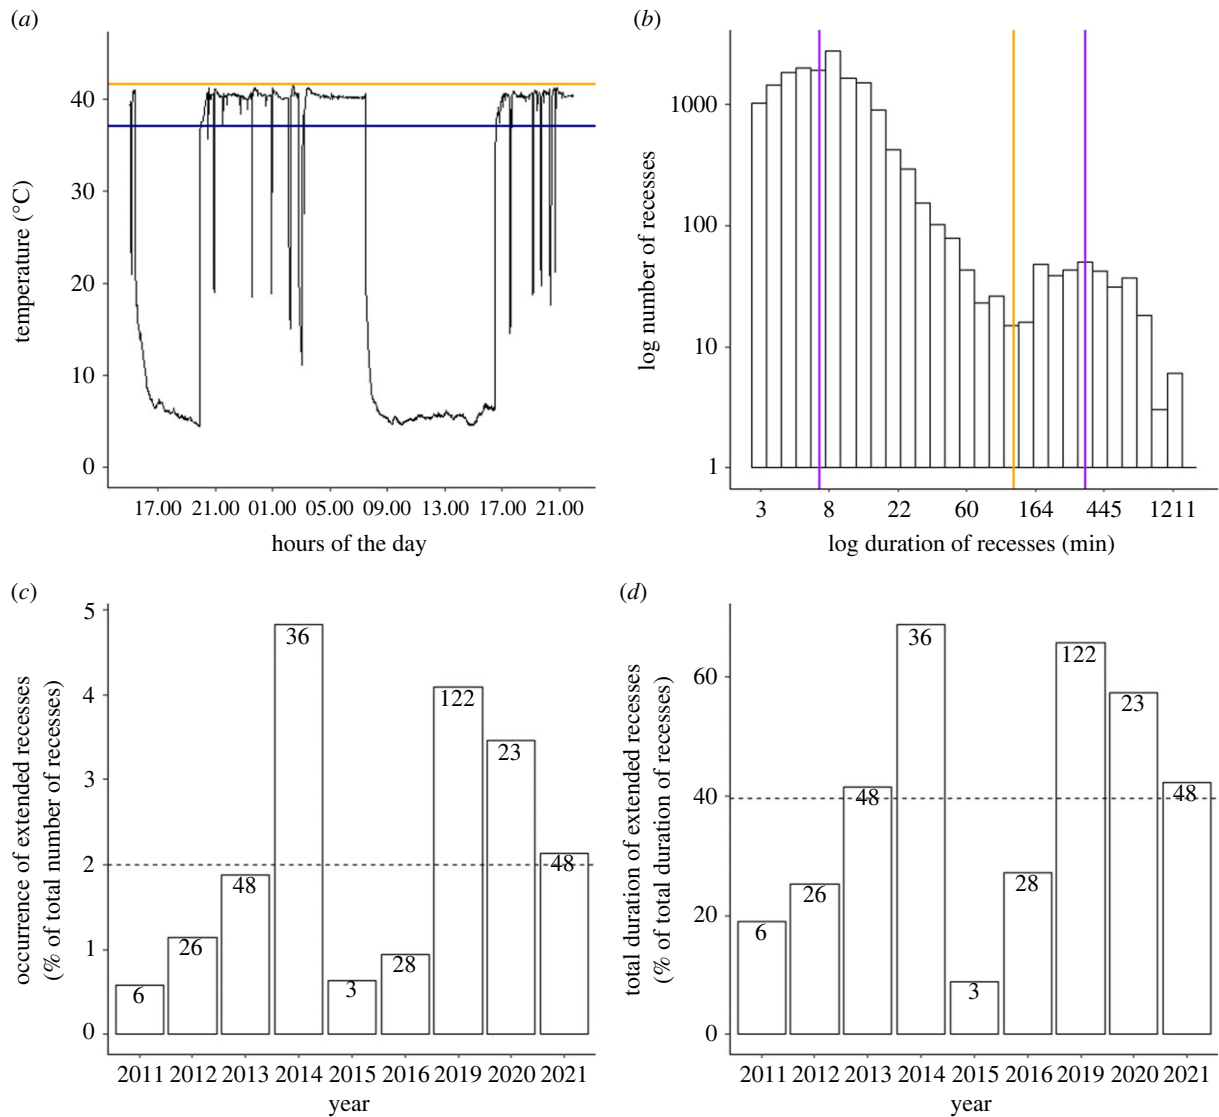 (a)
temperature (°C)
40
30
20
10
0
17.00 21.00 01.00 05.00 09.00 13.00 17.00 21.00
hours of the day
(b)
log number of recesses
1000
100
10
1
3 8 22 60 164 445 1211
log duration of recesses (min)
(c)
occurrence of extended recesses
(% of total number of recesses)
5
4
3
2
1
0
6 26 48 36 3 28 122 23 48
2011 2012 2013 2014 2015 2016 2019 2020 2021
year
(d)
total duration of extended recesses
(% of total duration of recesses)
60
40
20
0
6 26 48 36 3 28 122 23 48
2011 2012 2013 2014 2015 2016 2019 2020 2021
year